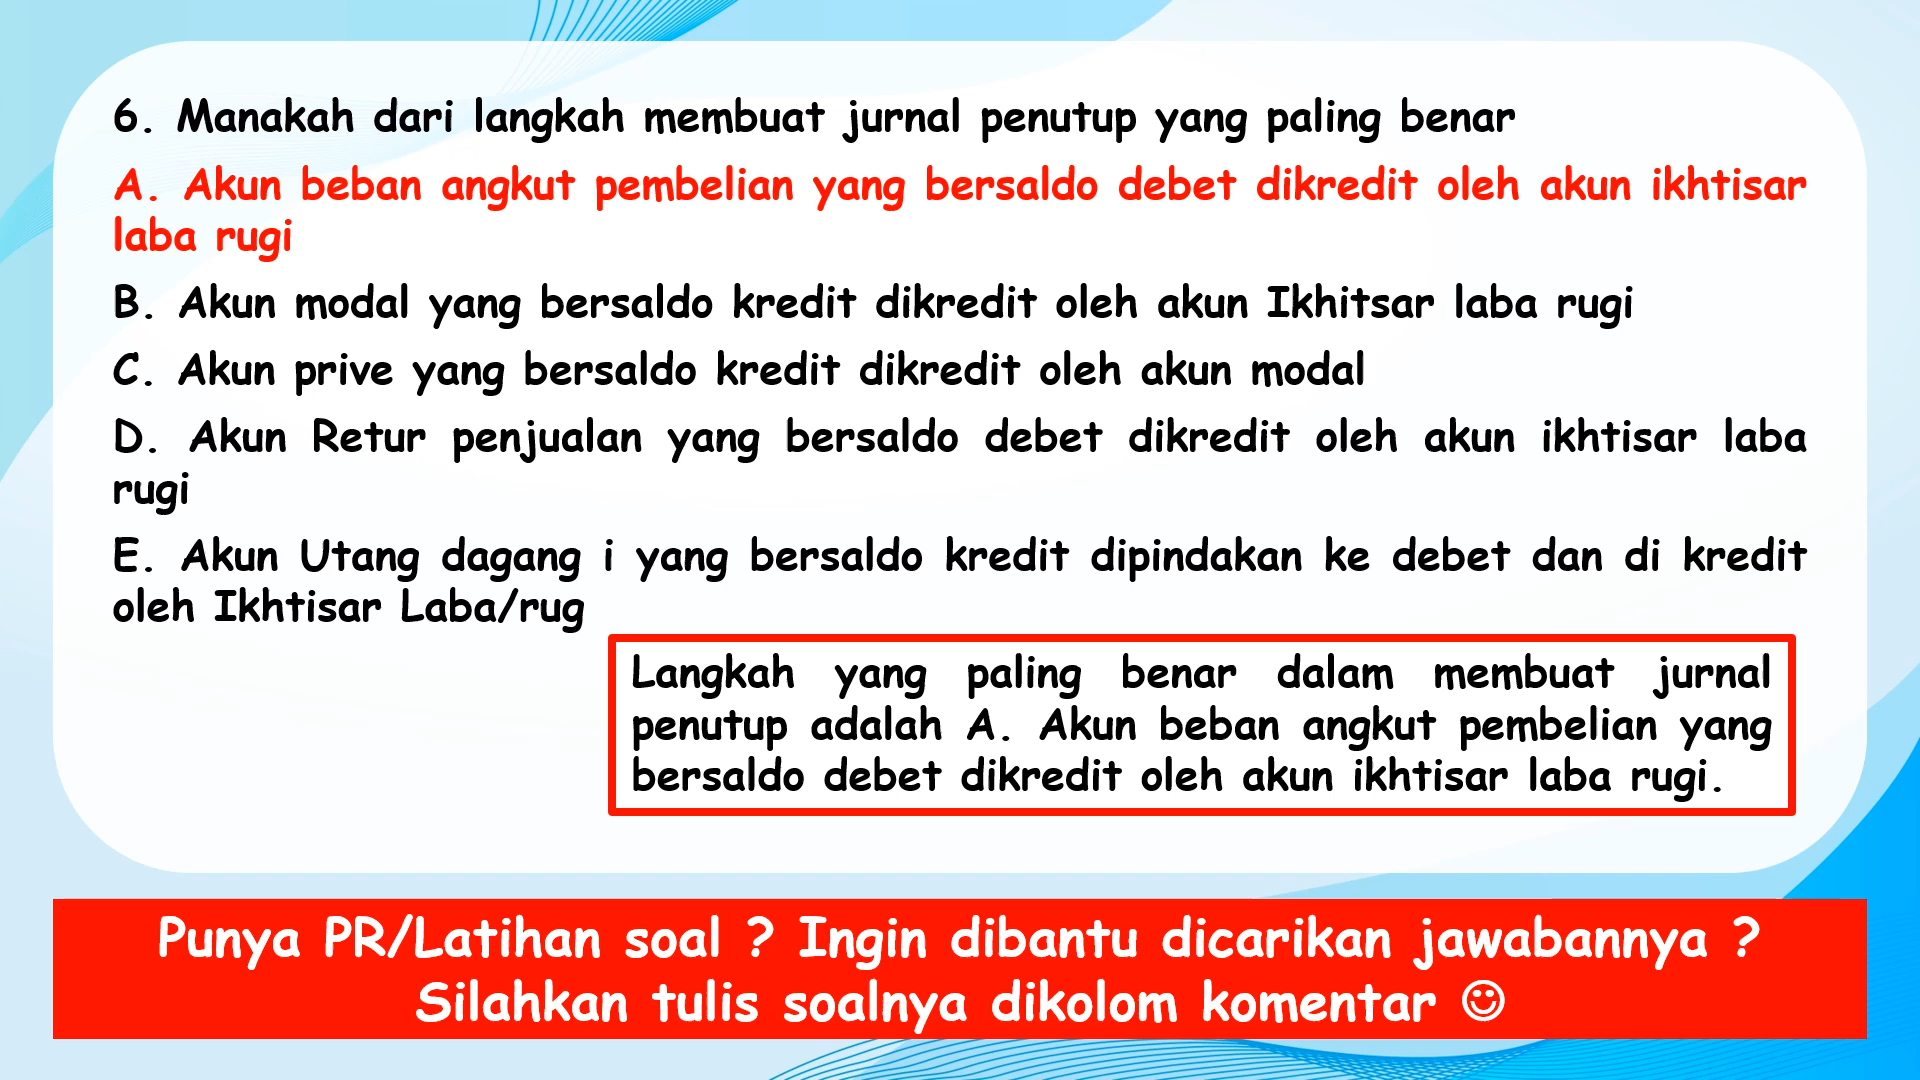 6. Manakah dari langkah membuat jurnal penutup yang paling benar
A. Akun beban angkut pembelian yang bersaldo debet dikredit oleh akun ikhtisar
laba rugi
B. Akun modal yang bersaldo kredit dikredit oleh akun Ikhitsar laba rugi
C. Akun prive yang bersaldo kredit dikredit oleh akun modal
D. Akun Retur penjualan yang bersaldo debet dikredit oleh akun ikhtisar laba
rugi
E. Akun Utang dagang i yang bersaldo kredit dipindakan ke debet dan di kredit
oleh Ikhtisar Laba/rug
Langkah yang paling benar dalam membuat jurnal
penutup adalah A. Akun beban angkut pembelian yang
bersaldo debet dikredit oleh akun ikhtisar laba rugi.
Punya PR/Latihan soal ? Ingin dibantu dicarikan jawabannya ?
Silahkan tulis soalnya dikolom komentar ☺